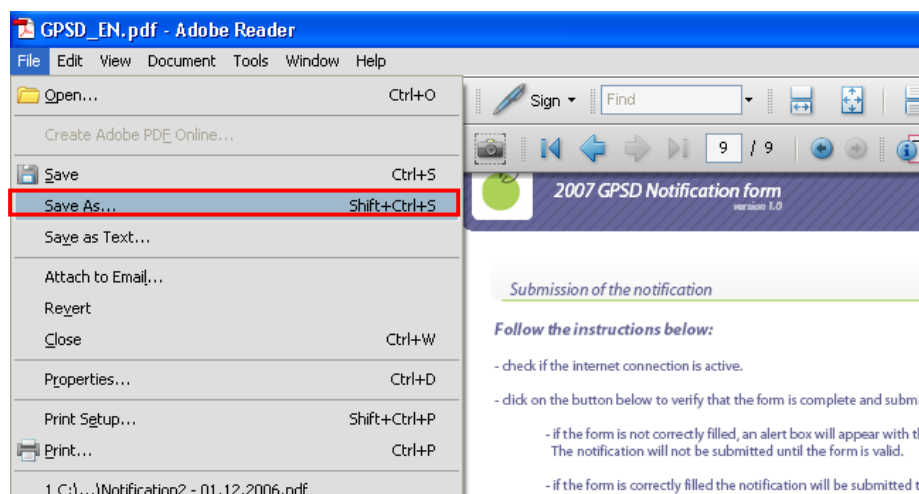 GPSD_EN.pdf - Adobe Reader
File Edit View Document Tools Window Help
Open... Ctrl+O
Create Adobe PDF Online...
Save Ctrl+S
Save As... Shift+Ctrl+S
Save as Text...
Attach to Email...
Revert
Close Ctrl+W
Properties... Ctrl+D
Print Setup... Shift+Ctrl+P
Print... Ctrl+P
1 C:\...\Notification2 - 01.12.2006.pdf
Sign Find
9 / 9
2007 GPSD Notification form
version 1.0
Submission of the notification
Follow the instructions below:
- check if the internet connection is active.
- click on the button below to verify that the form is complete and submi
- if the form is not correctly filled, an alert box will appear with t
The notification will not be submitted until the form is valid.
- if the form is correctly filled the notification will be submitted t